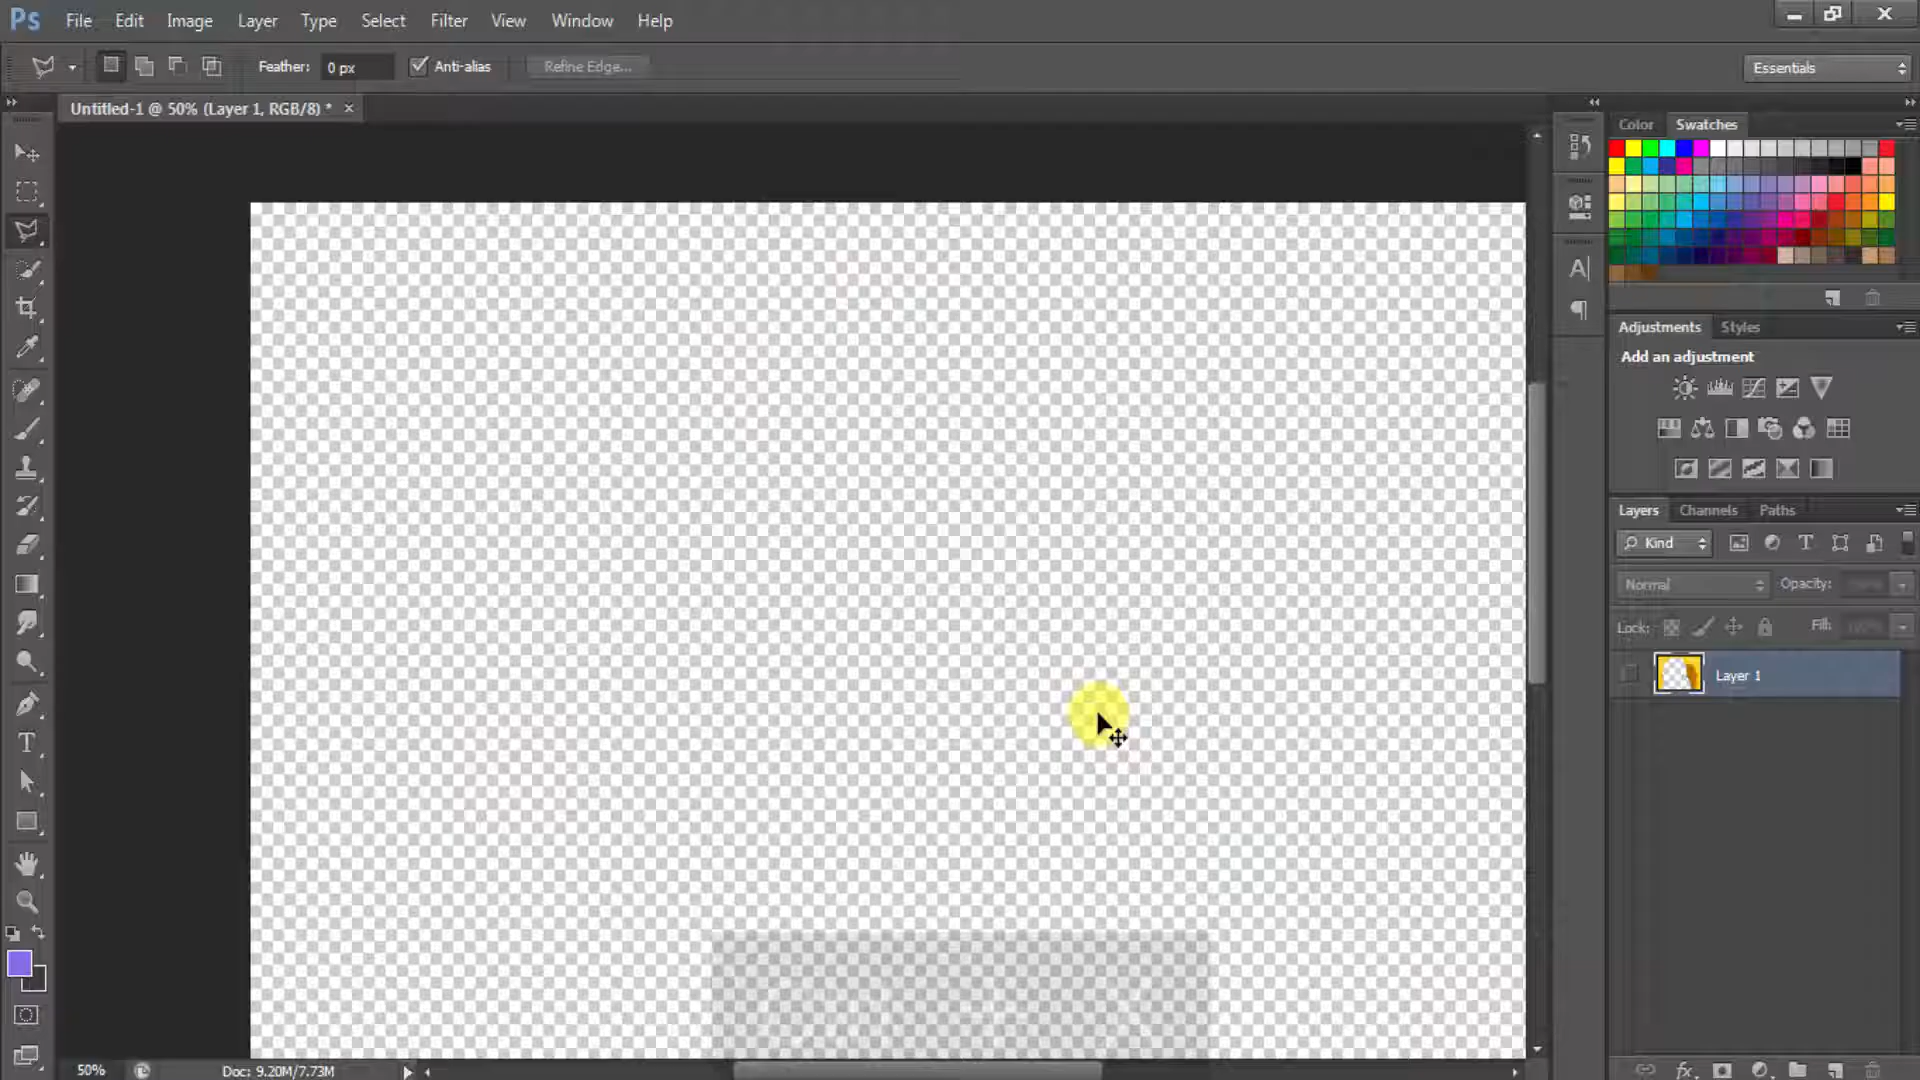 Ps File Edit Image Layer Type Select Filter View Window Help
Feather: 0 px Anti-alias Refine Edge... Essentials
Untitled-1 @ 50% (Layer 1, RGB/8) * ×
Color Swatches
Adjustments Styles
Add an adjustment
Layers Channels Paths
Kind
Normal Opacity:
Lock: Fill:
Layer 1
50% Doc: 9.20M/7.73M